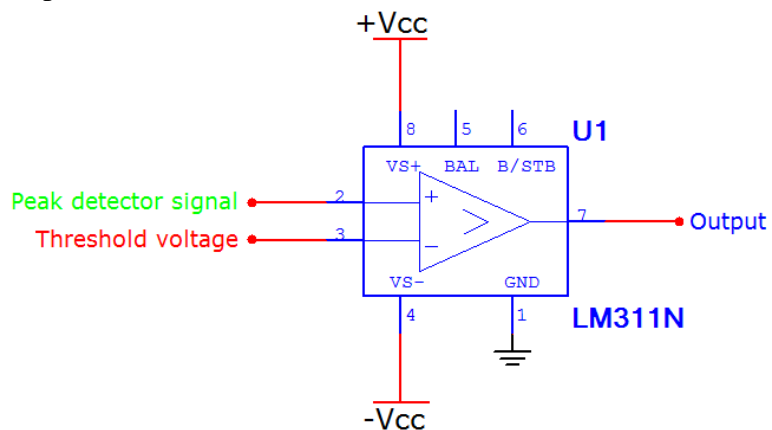 +Vcc
8 5 6 U1
VS+ BAL B/STB
Peak detector signal 2 +
7 Output
Threshold voltage 3 −
VS- GND
4 1 LM311N
-Vcc